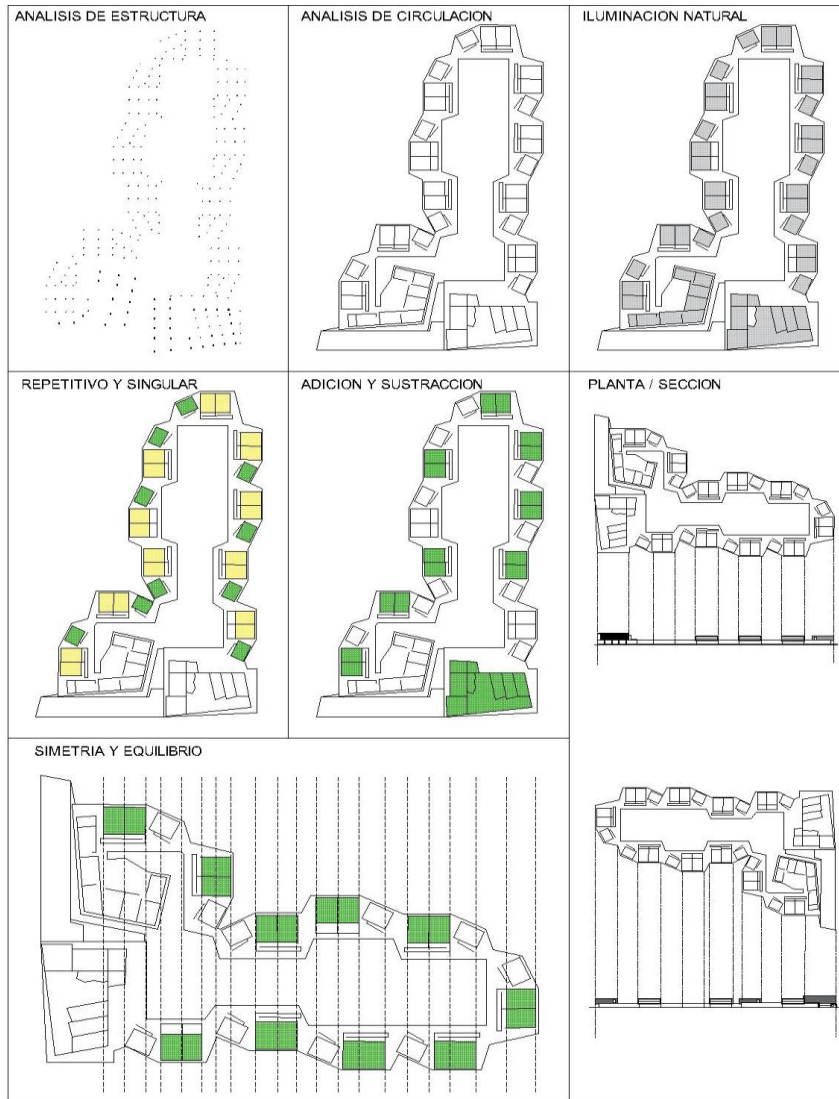 ANALISIS DE ESTRUCTURA
ANALISIS DE CIRCULACION
ILUMINACION NATURAL
REPETITIVO Y SINGULAR
ADICION Y SUSTRACCION
PLANTA / SECCION
SIMETRIA Y EQUILIBRIO